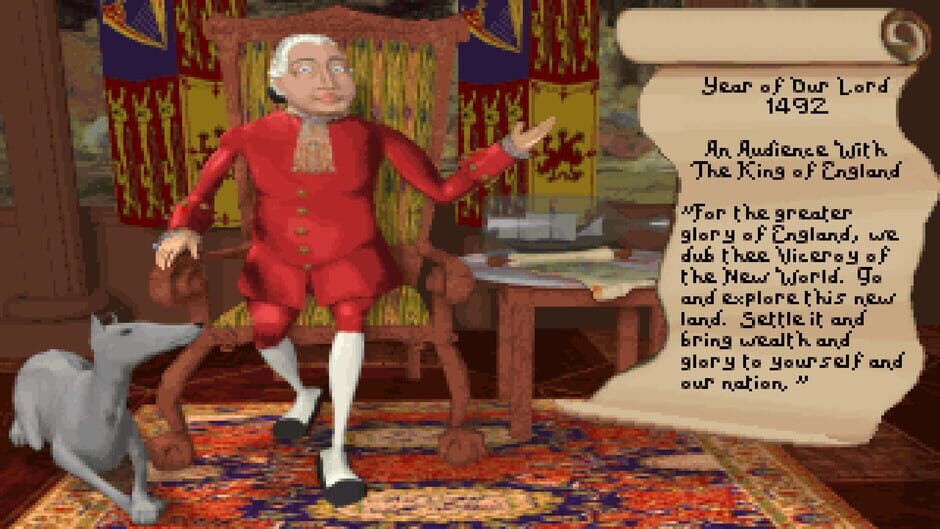 Year of Our Lord
1492
An Audience With
The King of England
"For the greater
glory of England, we
dub thee Viceroy of
the New World. Go
and explore this new
land. Settle it and
bring wealth and
glory to yourself and
our nation."